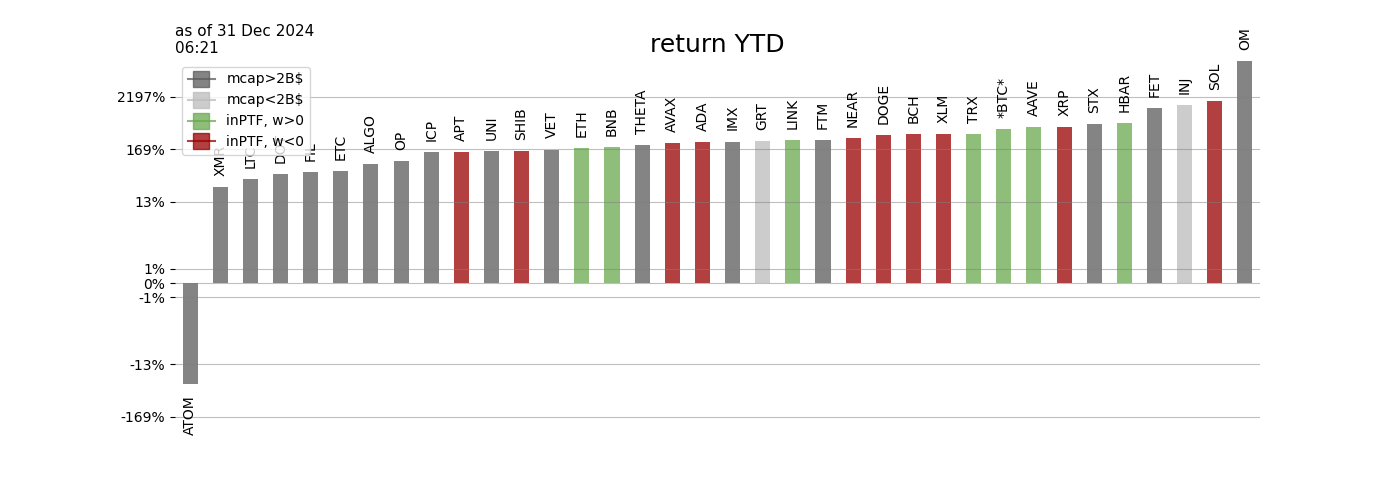 as of 31 Dec 2024
06:21
return YTD
mcap>2B$
mcap<2B$
inPTF, w>0
inPTF, w<0
2197%
169%
13%
1%
0%
-1%
-13%
-169%
ATOM
XMR
LTC
FIL
ETC
ALGO
OP
ICP
APT
UNI
SHIB
VET
ETH
BNB
THETA
AVAX
ADA
IMX
GRT
LINK
FTM
NEAR
DOGE
BCH
XLM
TRX
*BTC*
AAVE
XRP
STX
HBAR
FET
INJ
SOL
OM